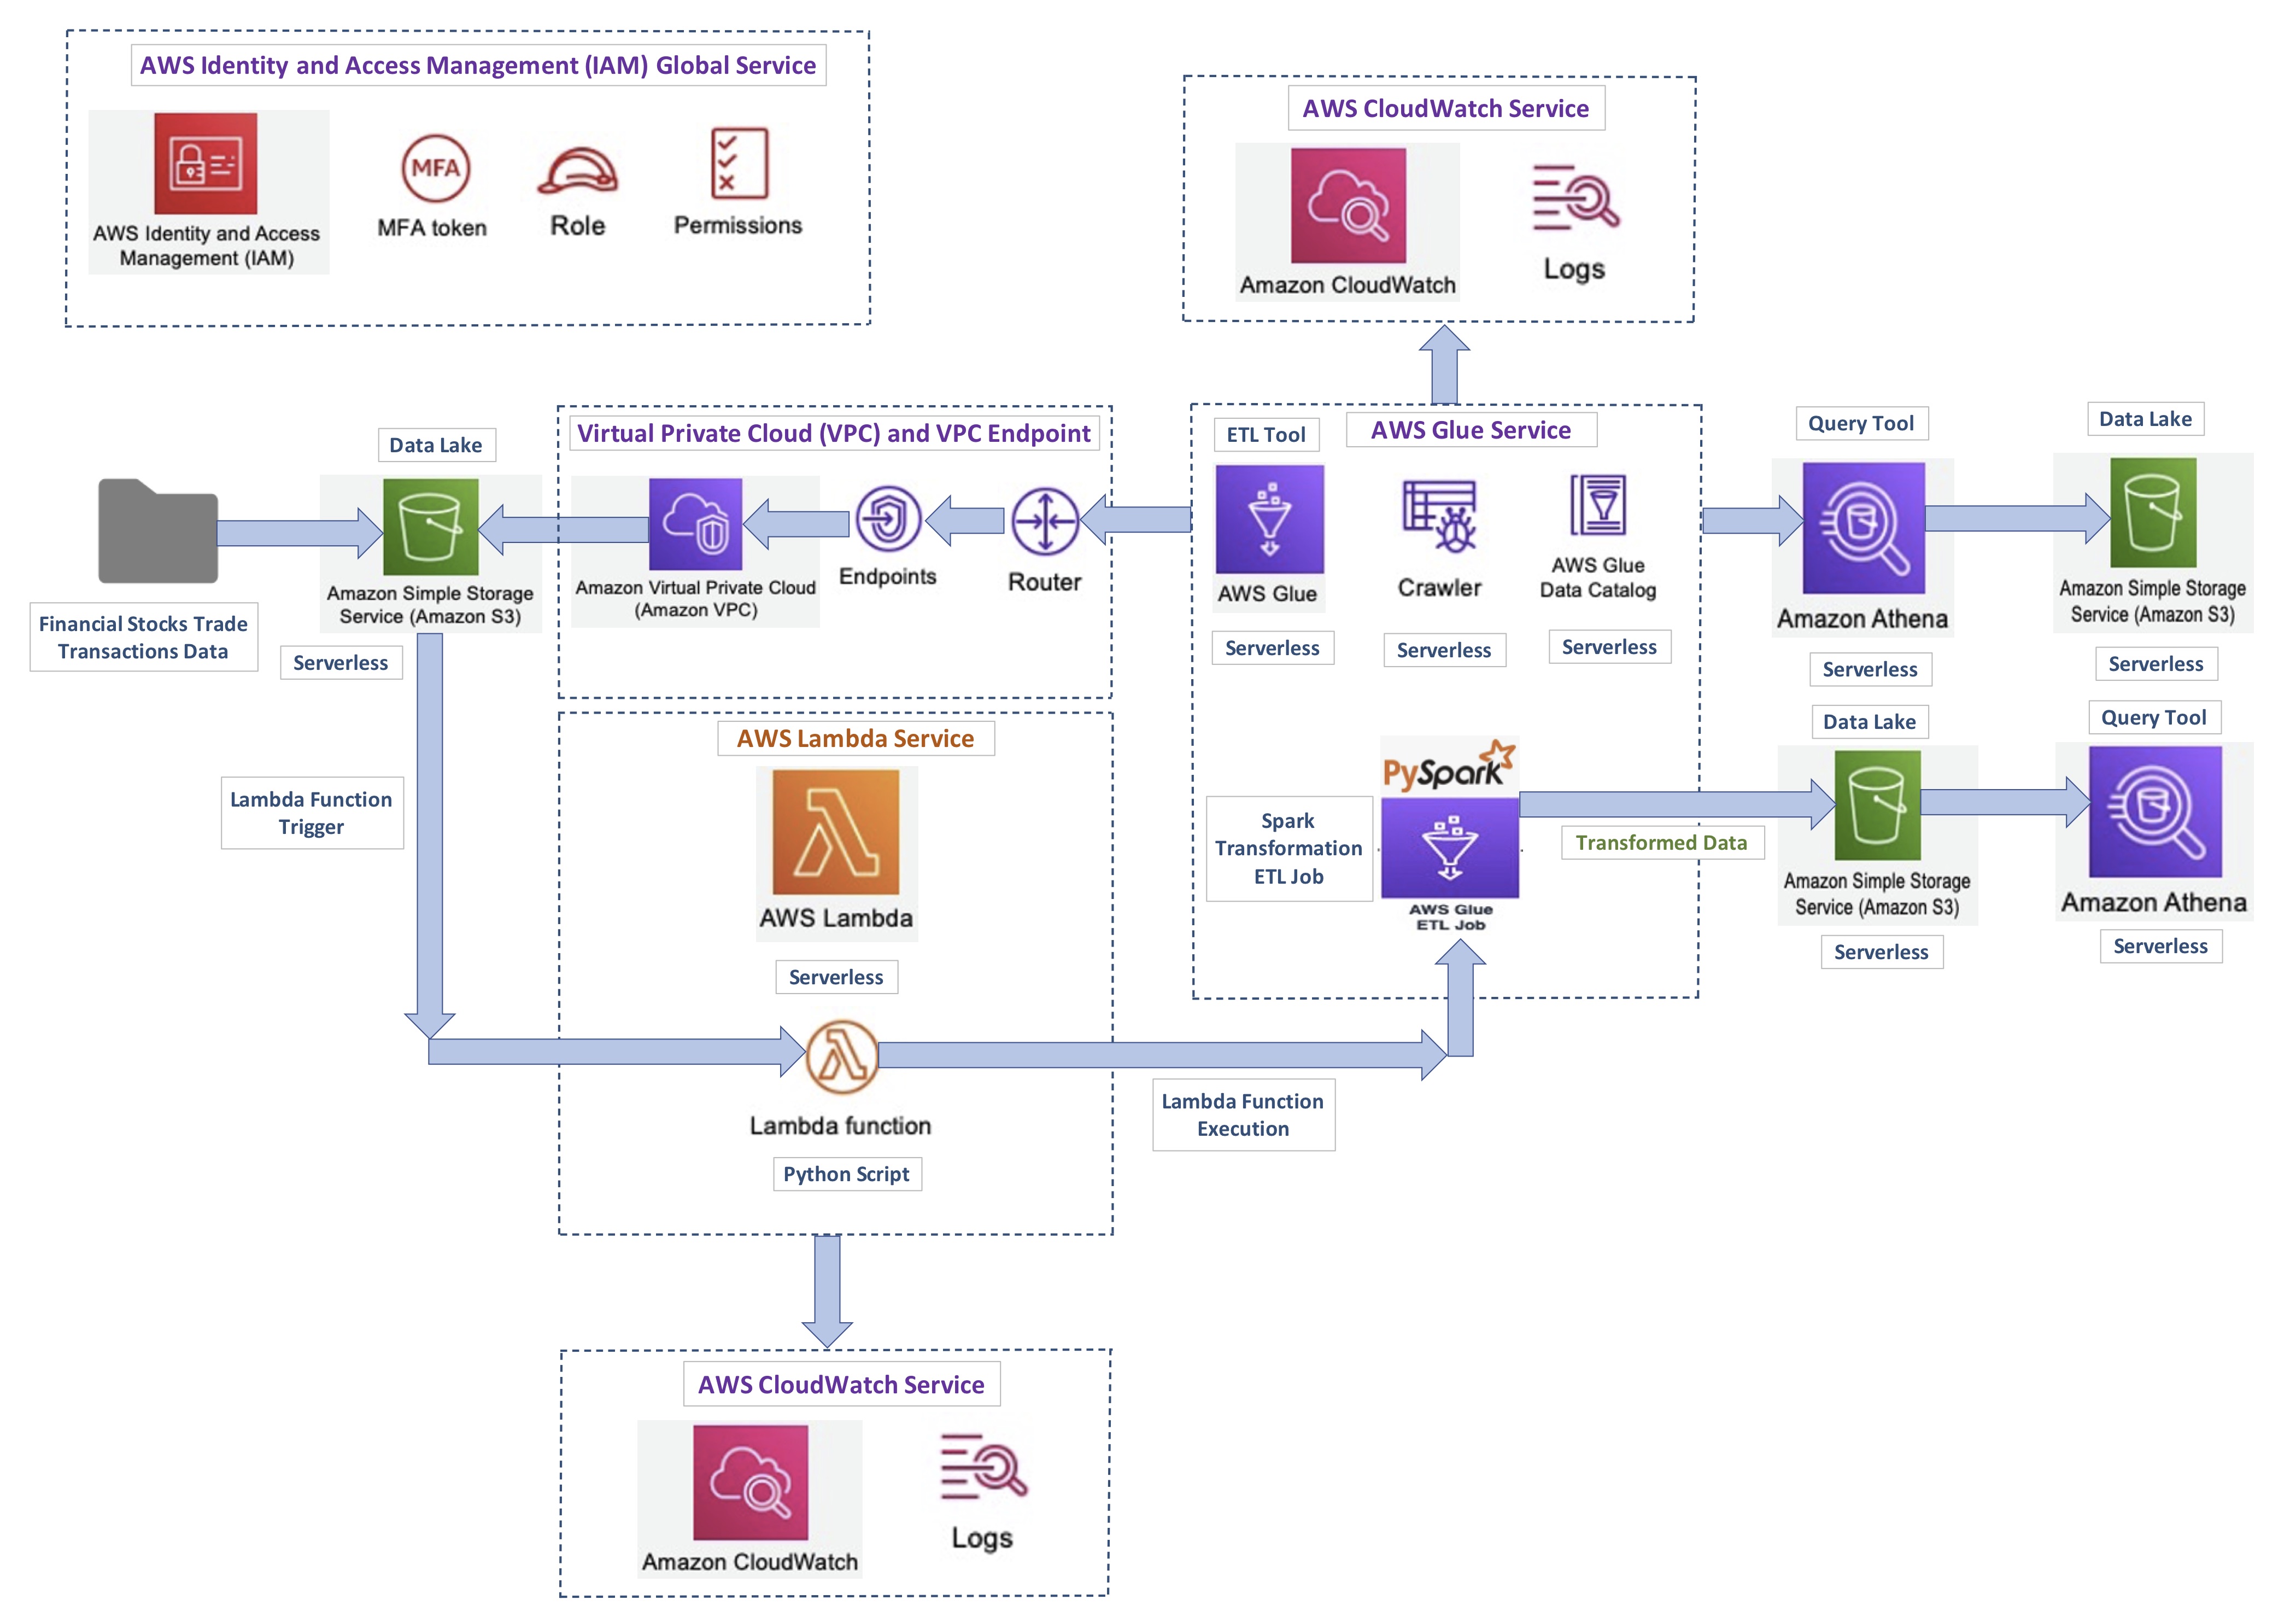 AWS Identity and Access Management (IAM) Global Service
AWS Identity and Access
Management (IAM)
MFA
MFA token
Role
Permissions
AWS CloudWatch Service
Amazon CloudWatch
Logs
Financial Stocks Trade
Transactions Data
Data Lake
Amazon Simple Storage
Service (Amazon S3)
Serverless
Virtual Private Cloud (VPC) and VPC Endpoint
Amazon Virtual Private Cloud
(Amazon VPC)
Endpoints
Router
ETL Tool
AWS Glue Service
AWS Glue
Serverless
Crawler
Serverless
AWS Glue
Data Catalog
Serverless
Query Tool
Amazon Athena
Serverless
Data Lake
Amazon Simple Storage
Service (Amazon S3)
Serverless
Lambda Function
Trigger
AWS Lambda Service
AWS Lambda
Serverless
Lambda function
Python Script
Lambda Function
Execution
Spark
Transformation
ETL Job
PySpark
AWS Glue
ETL Job
Transformed Data
Data Lake
Amazon Simple Storage
Service (Amazon S3)
Serverless
Query Tool
Amazon Athena
Serverless
AWS CloudWatch Service
Amazon CloudWatch
Logs